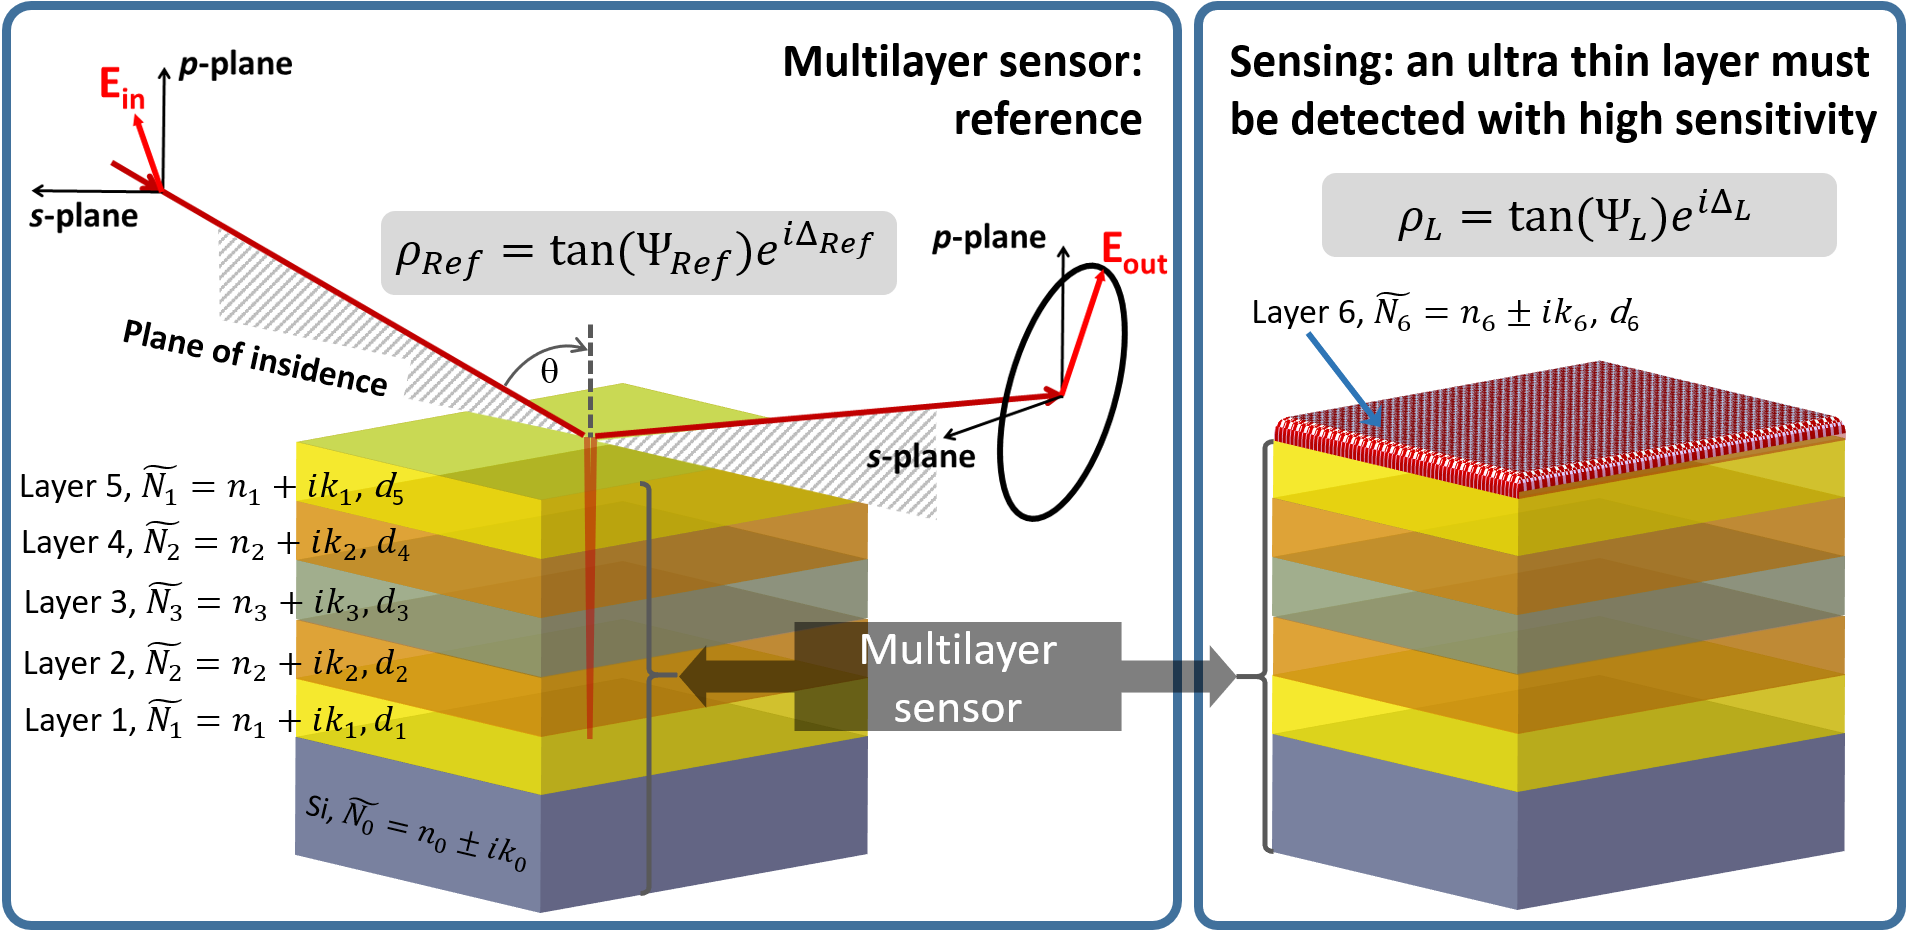 Multilayer sensor:
reference
p-plane
E_in
s-plane
ρ_Ref = tan(Ψ_Ref)e^{iΔ_Ref}
Plane of insidence
θ
p-plane
E_out
s-plane
Layer 5, Ñ_1 = n_1 + ik_1, d_5
Layer 4, Ñ_2 = n_2 + ik_2, d_4
Layer 3, Ñ_3 = n_3 + ik_3, d_3
Layer 2, Ñ_2 = n_2 + ik_2, d_2
Layer 1, Ñ_1 = n_1 + ik_1, d_1
Si, Ñ_0 = n_0 ± ik_0
Multilayer
sensor
Sensing: an ultra thin layer must
be detected with high sensitivity
ρ_L = tan(Ψ_L)e^{iΔ_L}
Layer 6, Ñ_6 = n_6 ± ik_6, d_6